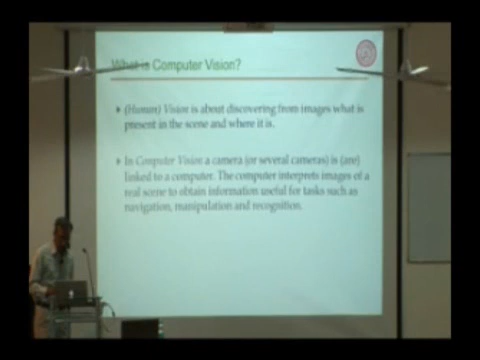 What is Computer Vision?
(Human) Vision is about discovering from images what is
present in the scene and where it is.
In Computer Vision a camera (or several cameras) is (are)
linked to a computer. The computer interprets images of a
real scene to obtain information useful for tasks such as
navigation, manipulation and recognition.